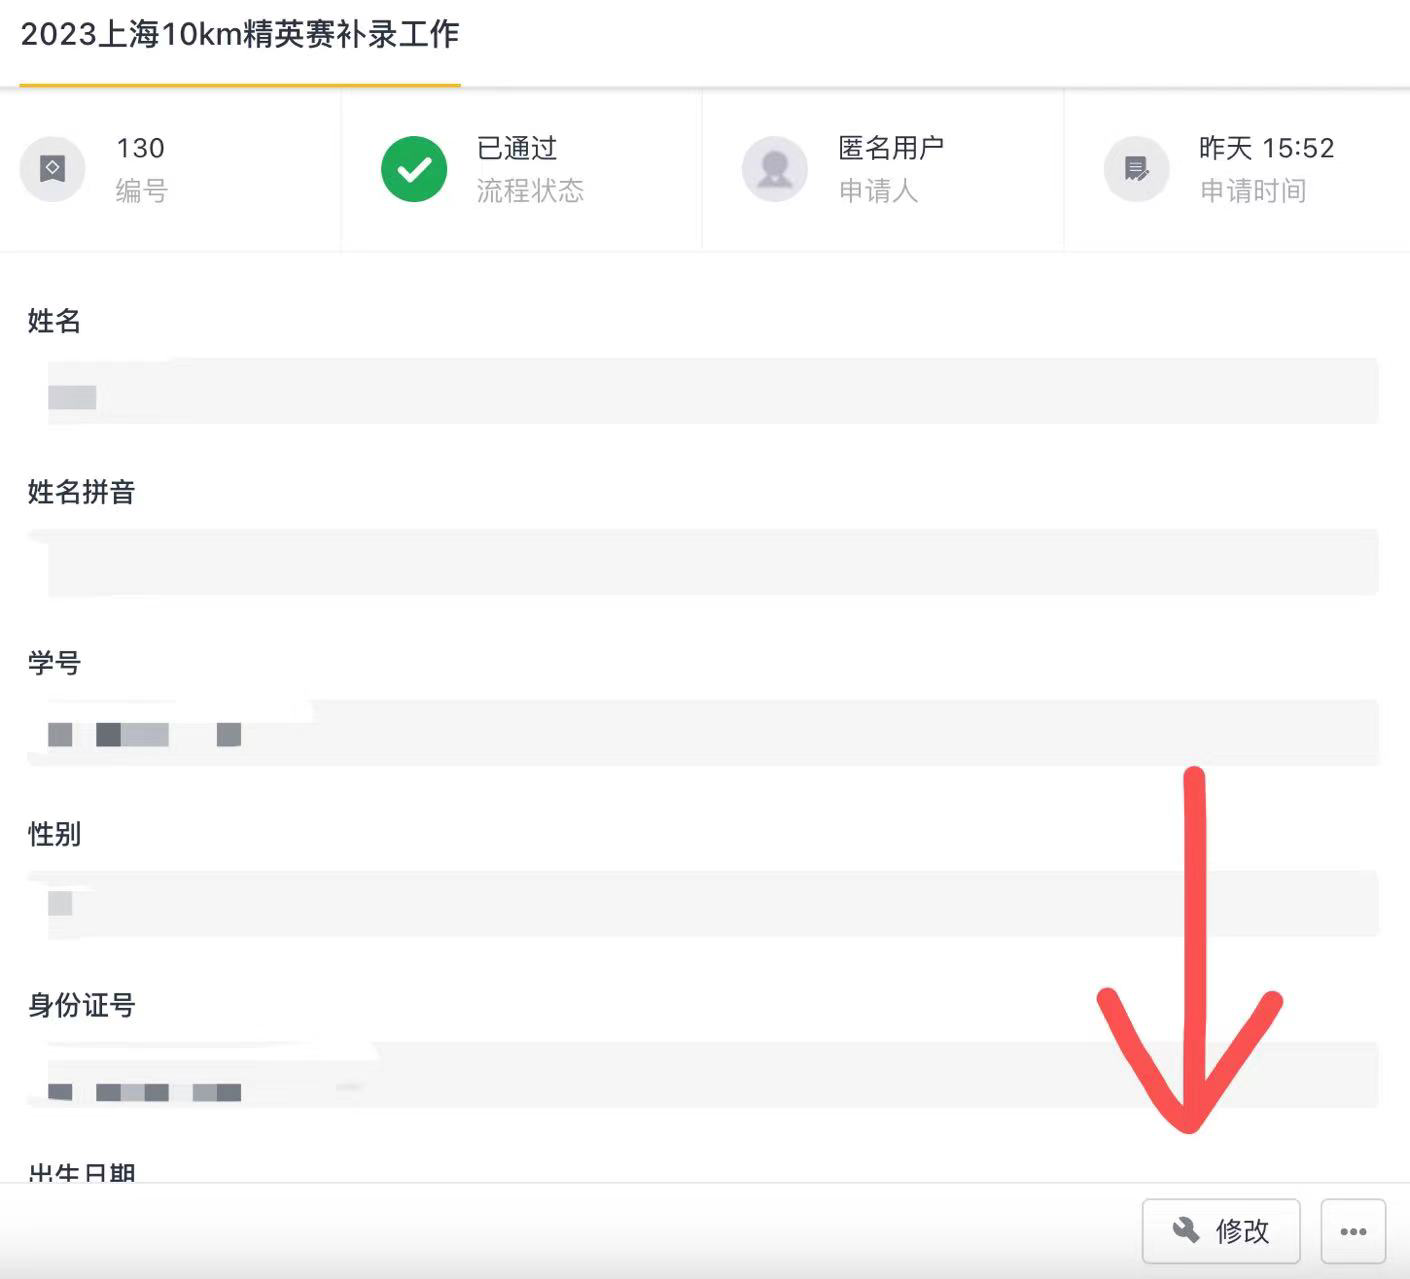 2023上海10km精英赛补录工作
130
编号
已通过
流程状态
匿名用户
申请人
昨天 15:52
申请时间
姓名
姓名拼音
学号
性别
身份证号
出生日期
修改